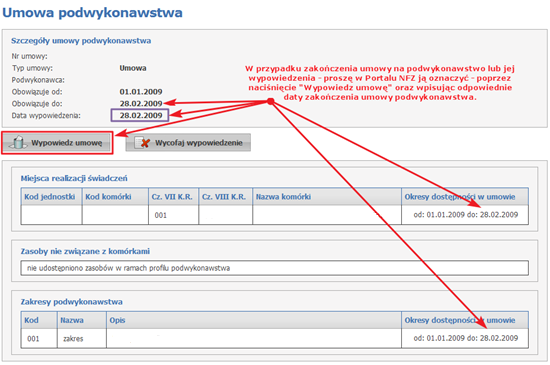 Umowa podwykonawstwa
Szczegóły umowy podwykonawstwa
Nr umowy:
Typ umowy: Umowa
Podwykonawca:
Obowiązuje od: 01.01.2009
Obowiązuje do: 28.02.2009
Data wypowiedzenia: 28.02.2009
W przypadku zakończenia umowy na podwykonawstwo lub jej
wypowiedzenia - proszę w Portalu NFZ ją oznaczyć - poprzez
naciśnięcie "Wypowiedz umowę" oraz wpisując odpowiednie
daty zakończenia umowy podwykonawstwa.
Wypowiedz umowę Wycofaj wypowiedzenie
Miejsca realizacji świadczeń
Kod jednostki Kod komórki Cz. VII K.R. Cz. VIII K.R. Nazwa komórki Okresy dostępności w umowie
001 od: 01.01.2009 do: 28.02.2009
Zasoby nie związane z komórkami
nie udostępniono zasobów w ramach profilu podwykonawstwa
Zakresy podwykonawstwa
Kod Nazwa Opis Okresy dostępności w umowie
001 zakres od: 01.01.2009 do: 28.02.2009